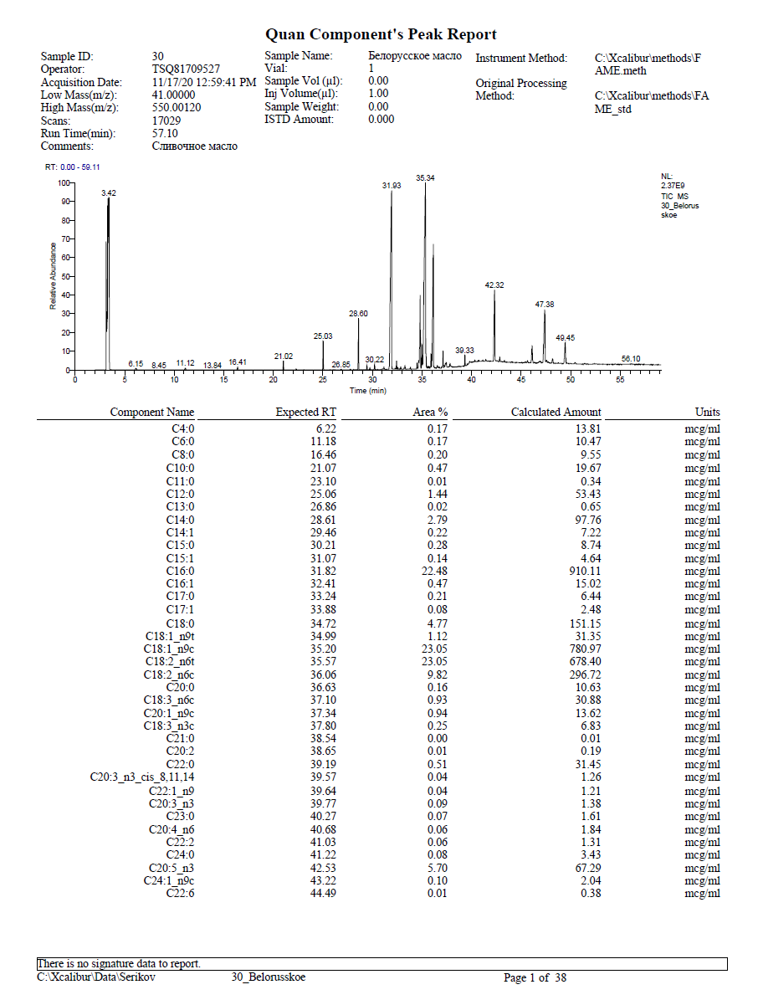 Quan Component's Peak Report
Sample ID: 30
Operator: TSQ81709527
Acquisition Date: 11/17/20 12:59:41 PM
Low Mass(m/z): 41.00000
High Mass(m/z): 550.00120
Scans: 17029
Run Time(min): 57.10
Comments: Сливочное масло
Sample Name: Белорусское масло
Vial: 1
Sample Vol (µl): 0.00
Inj Volume(µl): 1.00
Sample Weight: 0.00
ISTD Amount: 0.000
Instrument Method: C:\Xcalibur\methods\F
AME.meth
Original Processing
Method: C:\Xcalibur\methods\FA
ME_std
RT: 0.00 - 59.11
NL:
2.37E9
TIC MS
30_Belorus
skoe
Relative Abundance
100
90
80
70
60
50
40
30
20
10
0
3.42
6.15
8.45
11.12
13.84
16.41
21.02
25.03
26.85
28.60
30.22
31.93
35.34
39.33
42.32
47.38
49.45
56.10
0 5 10 15 20 25 30 35 40 45 50 55
Time (min)
Component Name Expected RT Area % Calculated Amount Units
C4:0 6.22 0.17 13.81 mcg/ml
C6:0 11.18 0.17 10.47 mcg/ml
C8:0 16.46 0.20 9.55 mcg/ml
C10:0 21.07 0.47 19.67 mcg/ml
C11:0 23.10 0.01 0.34 mcg/ml
C12:0 25.06 1.44 53.43 mcg/ml
C13:0 26.86 0.02 0.65 mcg/ml
C14:0 28.61 2.79 97.76 mcg/ml
C14:1 29.46 0.22 7.22 mcg/ml
C15:0 30.21 0.28 8.74 mcg/ml
C15:1 31.07 0.14 4.64 mcg/ml
C16:0 31.82 22.48 910.11 mcg/ml
C16:1 32.41 0.47 15.02 mcg/ml
C17:0 33.24 0.21 6.44 mcg/ml
C17:1 33.88 0.08 2.48 mcg/ml
C18:0 34.72 4.77 151.15 mcg/ml
C18:1_n9t 34.99 1.12 31.35 mcg/ml
C18:1_n9c 35.20 23.05 780.97 mcg/ml
C18:2_n6t 35.57 23.05 678.40 mcg/ml
C18:2_n6c 36.06 9.82 296.72 mcg/ml
C20:0 36.63 0.16 10.63 mcg/ml
C18:3_n6c 37.10 0.93 30.88 mcg/ml
C20:1_n9c 37.34 0.94 13.62 mcg/ml
C18:3_n3c 37.80 0.25 6.83 mcg/ml
C21:0 38.54 0.00 0.01 mcg/ml
C20:2 38.65 0.01 0.19 mcg/ml
C22:0 39.19 0.51 31.45 mcg/ml
C20:3_n3_cis_8,11,14 39.57 0.04 1.26 mcg/ml
C22:1_n9 39.64 0.04 1.21 mcg/ml
C20:3_n3 39.77 0.09 1.38 mcg/ml
C23:0 40.27 0.07 1.61 mcg/ml
C20:4_n6 40.68 0.06 1.84 mcg/ml
C22:2 41.03 0.06 1.31 mcg/ml
C24:0 41.22 0.08 3.43 mcg/ml
C20:5_n3 42.53 5.70 67.29 mcg/ml
C24:1_n9c 43.22 0.10 2.04 mcg/ml
C22:6 44.49 0.01 0.38 mcg/ml
There is no signature data to report.
C:\Xcalibur\Data\Serikov 30_Belorusskoe Page 1 of 38